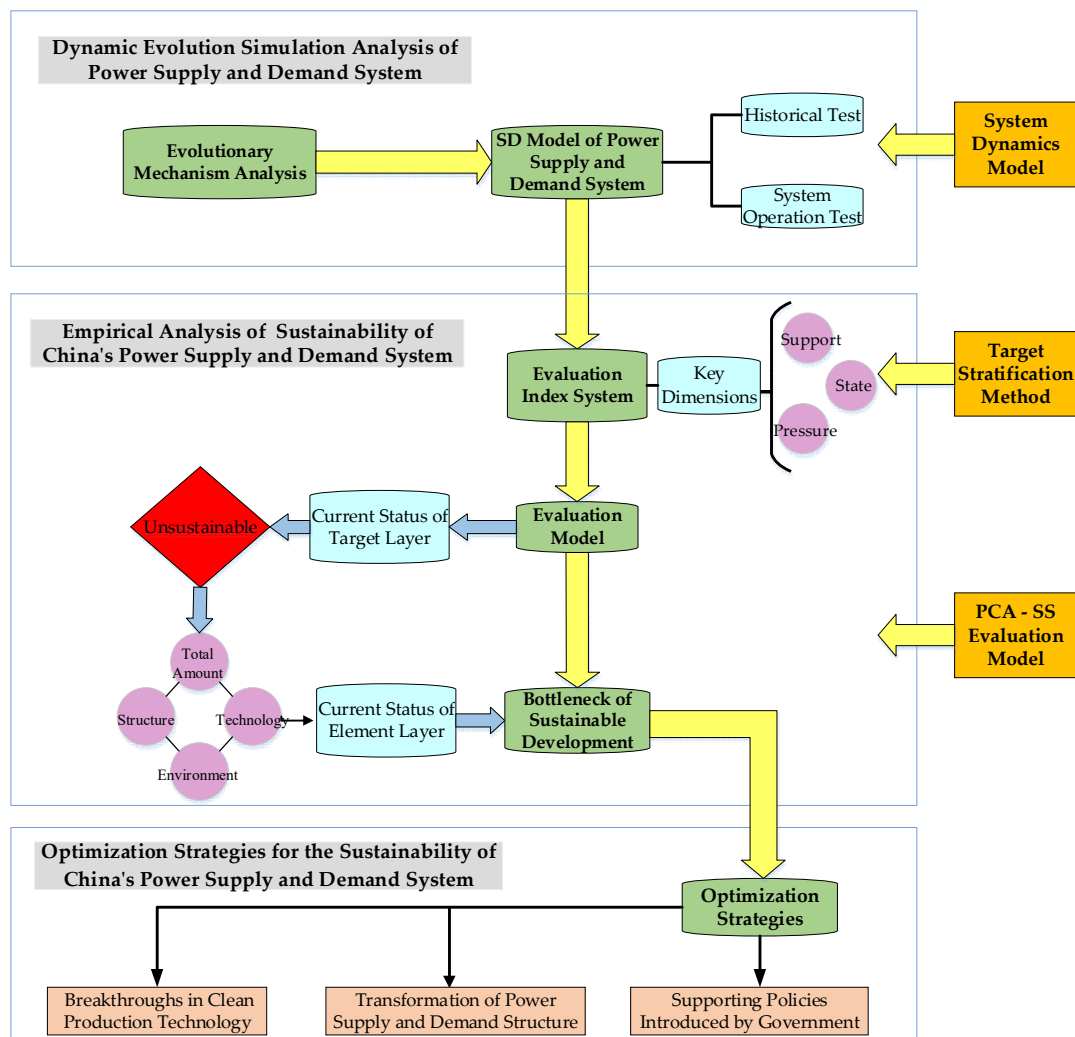 Dynamic Evolution Simulation Analysis of
Power Supply and Demand System
Evolutionary
Mechanism Analysis
SD Model of Power
Supply and
Demand System
Historical Test
System
Operation Test
System
Dynamics
Model
Empirical Analysis of Sustainability of
China's Power Supply and Demand System
Evaluation
Index System
Key
Dimensions
Support
State
Pressure
Target
Stratification
Method
Unsustainable
Current Status of
Target Layer
Evaluation
Model
PCA - SS
Evaluation
Model
Total
Amount
Structure
Technology
Environment
Current Status of
Element Layer
Bottleneck of
Sustainable
Development
Optimization Strategies for the Sustainability of
China's Power Supply and Demand System
Optimization
Strategies
Breakthroughs in Clean
Production Technology
Transformation of Power
Supply and Demand Structure
Supporting Policies
Introduced by Government